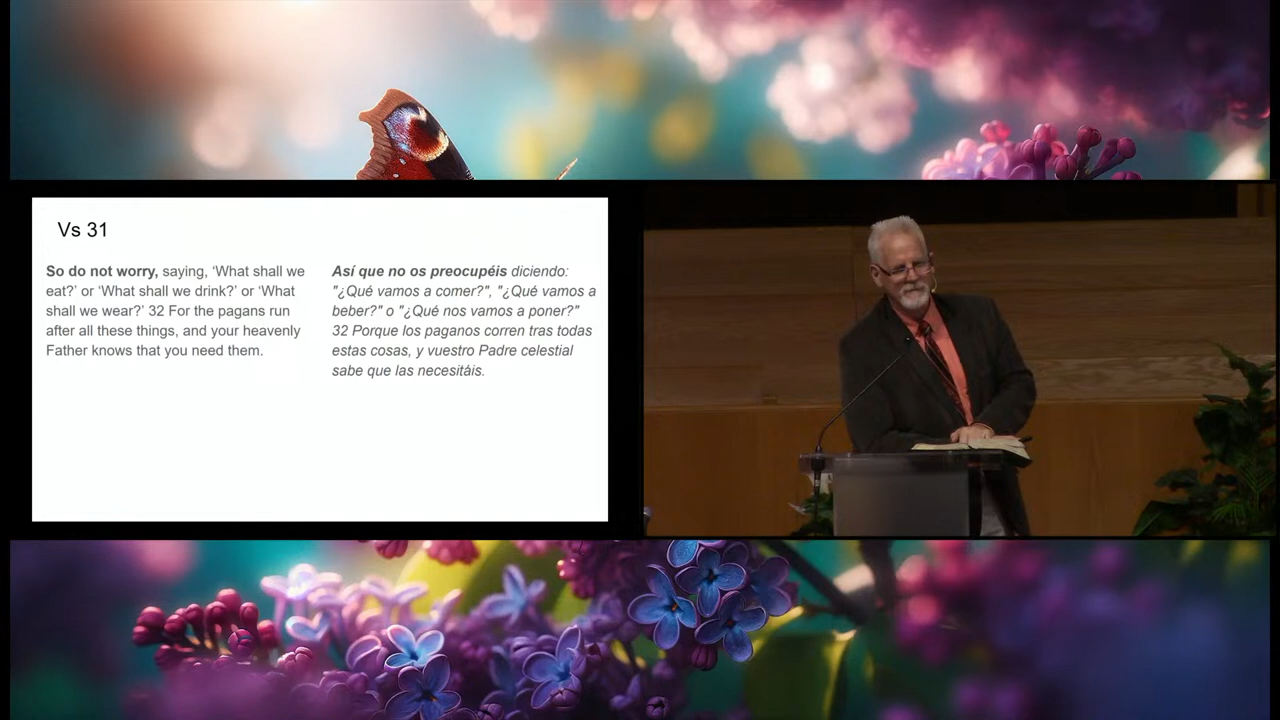 Vs 31
So do not worry, saying, ‘What shall we
eat?’ or ‘What shall we drink?’ or ‘What
shall we wear?’ 32 For the pagans run
after all these things, and your heavenly
Father knows that you need them.
Así que no os preocupéis diciendo:
"¿Qué vamos a comer?", "¿Qué vamos a
beber?" o "¿Qué nos vamos a poner?"
32 Porque los paganos corren tras todas
estas cosas, y vuestro Padre celestial
sabe que las necesitáis.